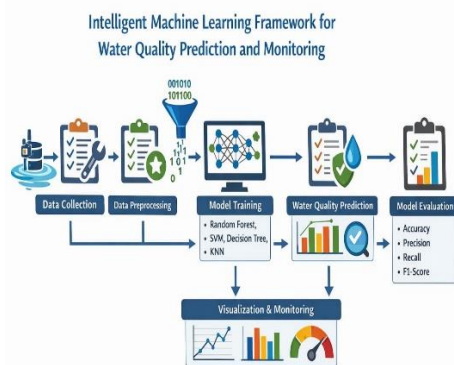 Intelligent Machine Learning Framework for
Water Quality Prediction and Monitoring
001010
101100
Data Collection
Data Preprocessing
Model Training
• Random Forest,
• SVM, Decision Tree,
• KNN
Water Quality Prediction
Model Evaluation
• Accuracy
• Precision
• Recall
• F1-Score
Visualization & Monitoring